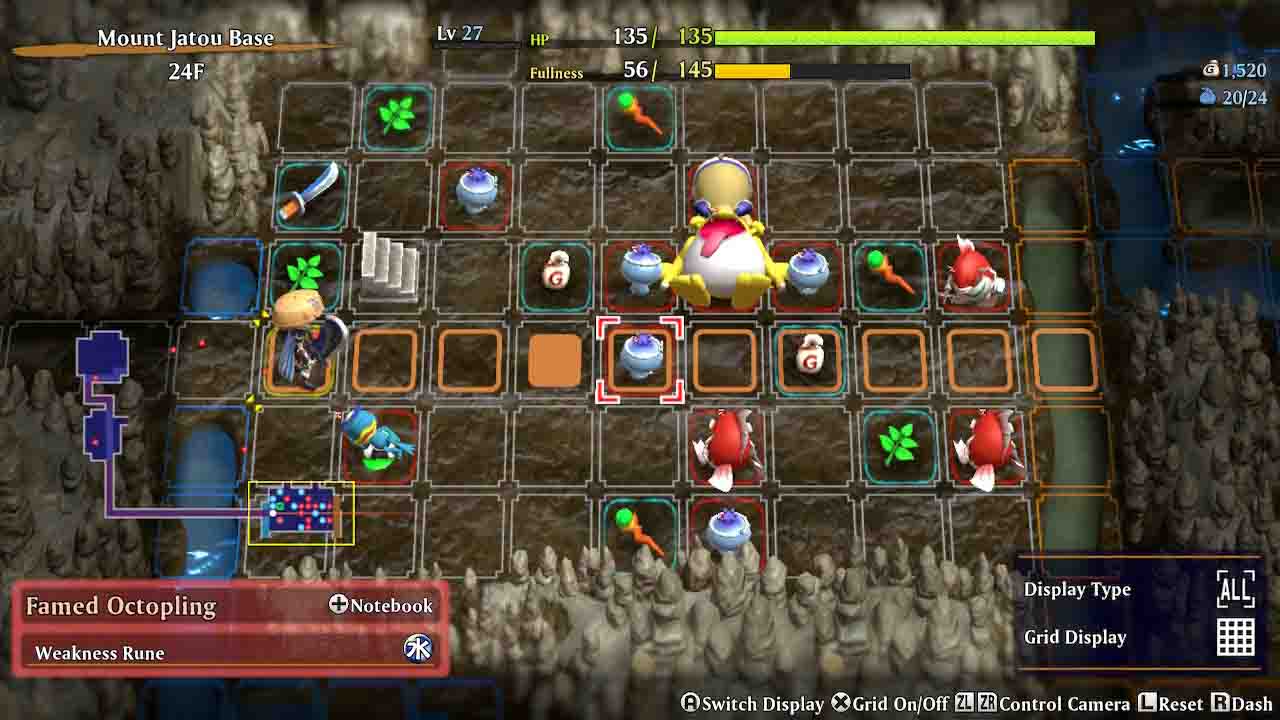 Mount Jatou Base
24F
Lv 27
HP 135/ 135
Fullness 56/ 145
1,520
20/24
G
G
Famed Octopling
Notebook
Weakness Rune
水
Display Type
ALL
Grid Display
A Switch Display X Grid On/Off ZL ZR Control Camera L Reset R Dash